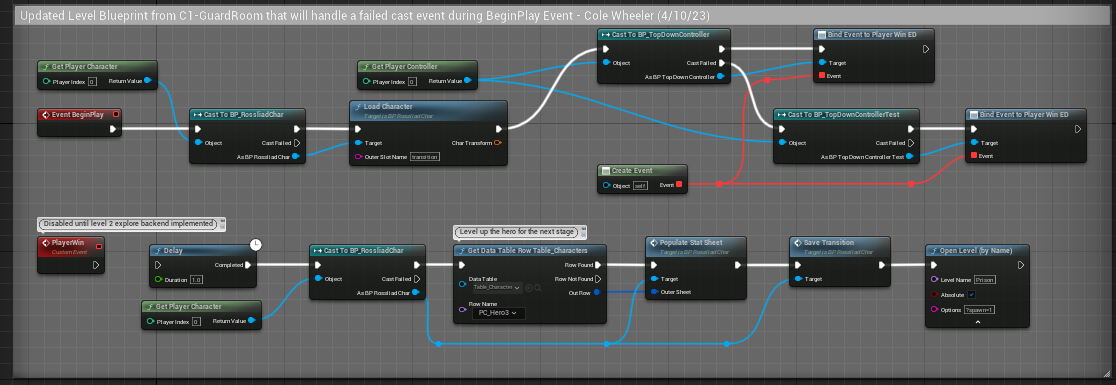 Updated Level Blueprint from C1-GuardRoom that will handle a failed cast event during BeginPlay Event - Cole Wheeler (4/10/23)
Cast To BP_TopDownController
Object
Cast Failed
As BP Top Down Controller
Bind Event to Player Win ED
Target
Event
Get Player Character
Player Index 0
Return Value
Get Player Controller
Player Index 0
Return Value
Event BeginPlay
Cast To BP_RossliadChar
Object
Cast Failed
As BP Rossliad Char
Load Character
Target is BP Rossliad Char
Target
Char Transform
Outer Slot Name transition
Cast To BP_TopDownControllerTest
Object
Cast Failed
As BP Top Down Controller Test
Bind Event to Player Win ED
Target
Event
Create Event
Object self
Event
Disabled until level 2 explore backend implemented
PlayerWin
Custom Event
Delay
Completed
Duration 1.0
Get Player Character
Player Index 0
Return Value
Cast To BP_RossliadChar
Object
Cast Failed
As BP Rossliad Char
Level up the hero for the next stage
Get Data Table Row Table_Characters
Row Found
Data Table
Table_Character
Row Not Found
Out Row
Row Name
PC_Hero3
Populate Stat Sheet
Target is BP Rossliad Char
Target
Outer Sheet
Save Transition
Target is BP Rossliad Char
Target
Open Level (by Name)
Level Name Prison
Absolute
Options ?spawn=1